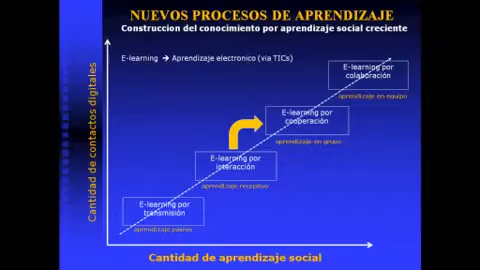 NUEVOS PROCESOS DE APRENDIZAJE
Construccion del conocimiento por aprendizaje social creciente
E-learning ➔ Aprendizaje electronico (via TICs)
E-learning por
colaboración
aprendizaje en equipo
E-learning por
cooperación
aprendizaje en grupo
E-learning por
interacción
aprendizaje receptivo
E-learning por
transmisión
aprendizaje pasivo
Cantidad de contactos digitales
Cantidad de aprendizaje social